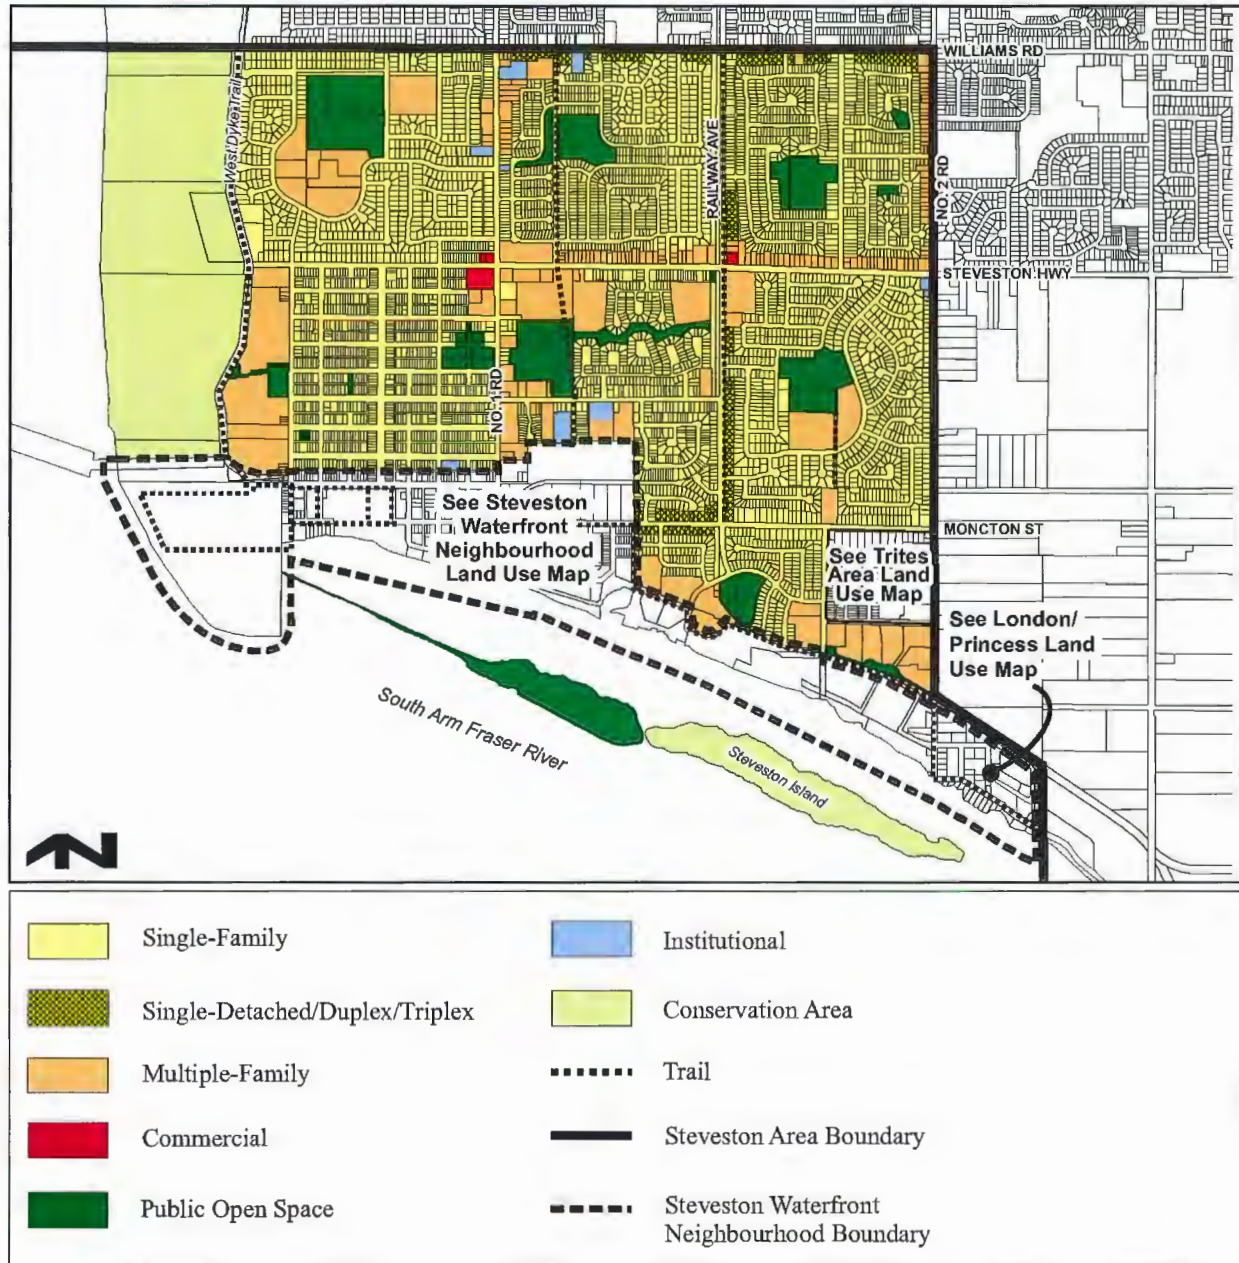 WILLIAMS RD
West Dyke Trail
RAILWAY AVE
NO. 2 RD
STEVESTON HWY
NO. 1 RD
See Steveston
Waterfront
Neighbourhood
Land Use Map
MONCTON ST
See Trites
Area Land
Use Map
See London/
Princess Land
Use Map
South Arm Fraser River
Steveston Island
N
Single-Family
Single-Detached/Duplex/Triplex
Multiple-Family
Commercial
Public Open Space
Institutional
Conservation Area
Trail
Steveston Area Boundary
Steveston Waterfront
Neighbourhood Boundary